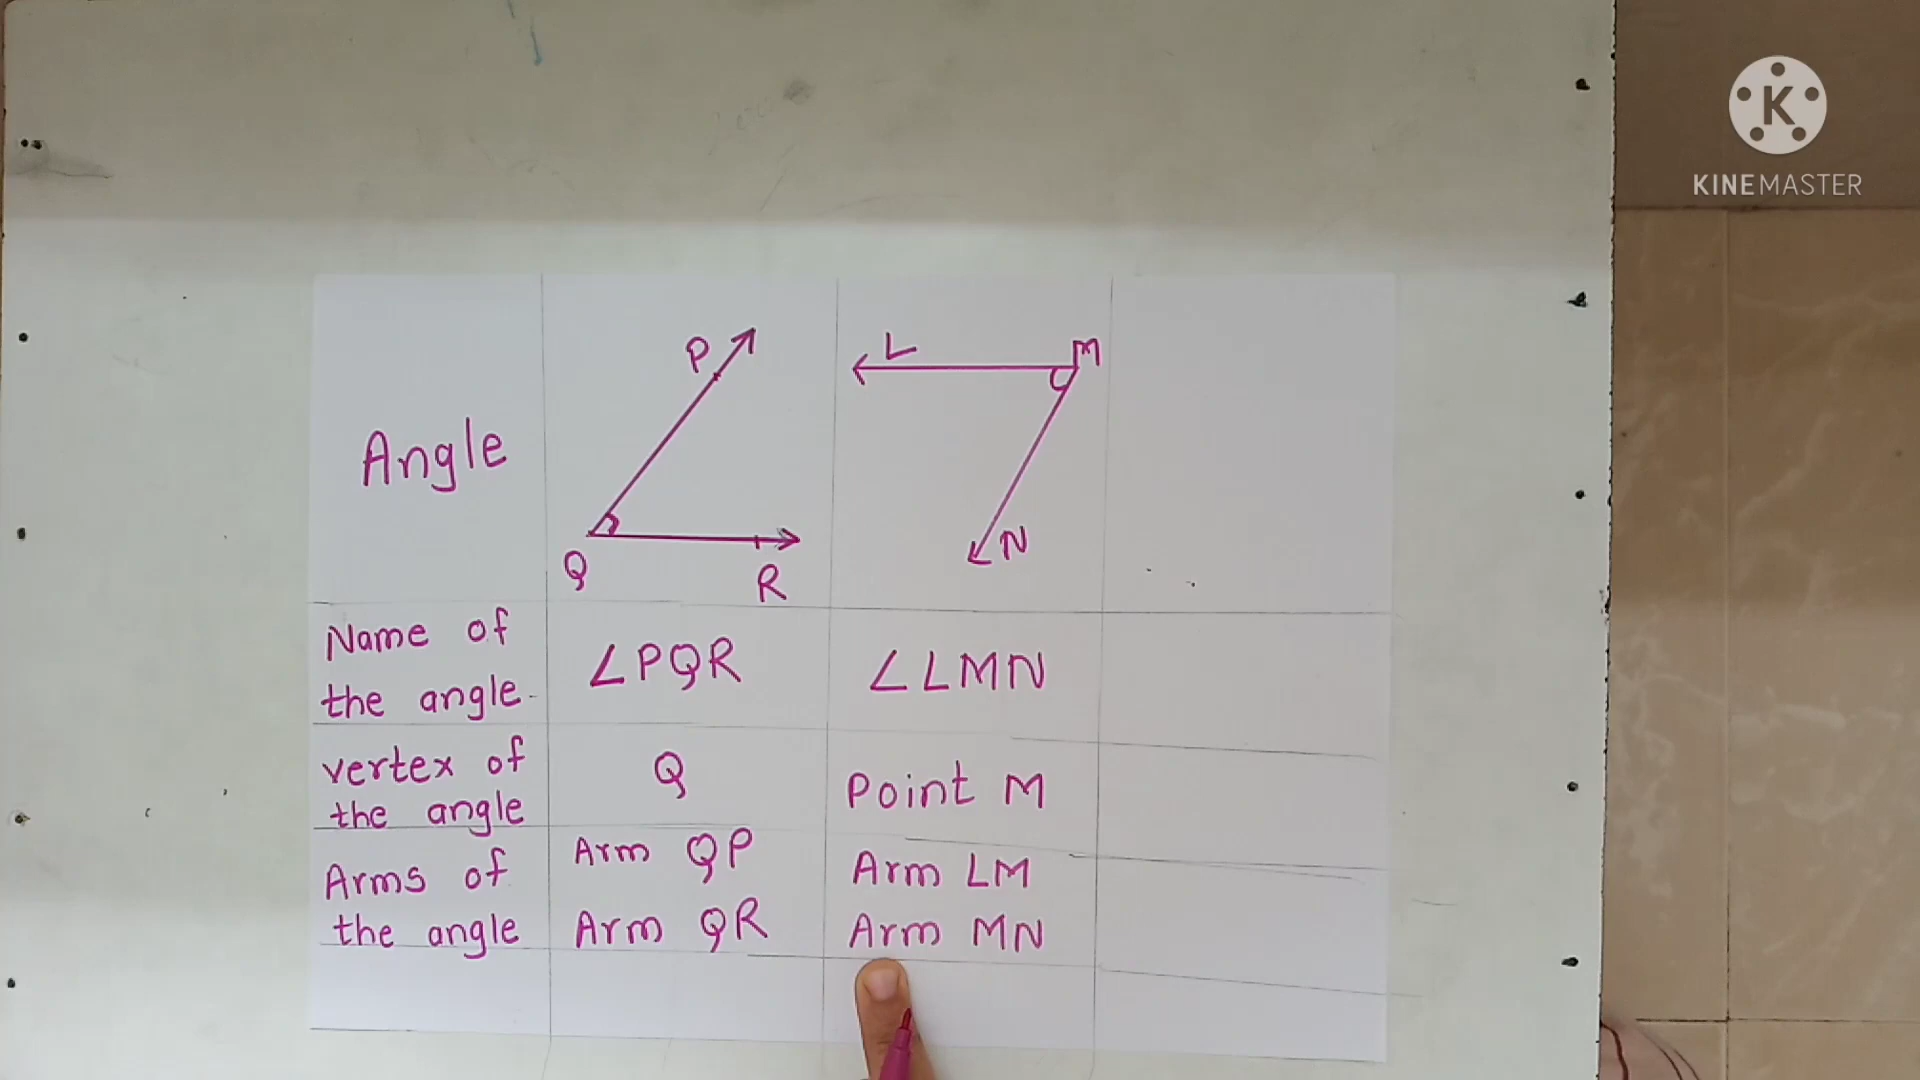 K
KINEMASTER
P
L
M
Angle
N
Q
R
Name of
the angle
∠PQR
∠LMN
vertex of
the angle
Q
Point M
Arms of
the angle
Arm QP
Arm QR
Arm LM
Arm MN